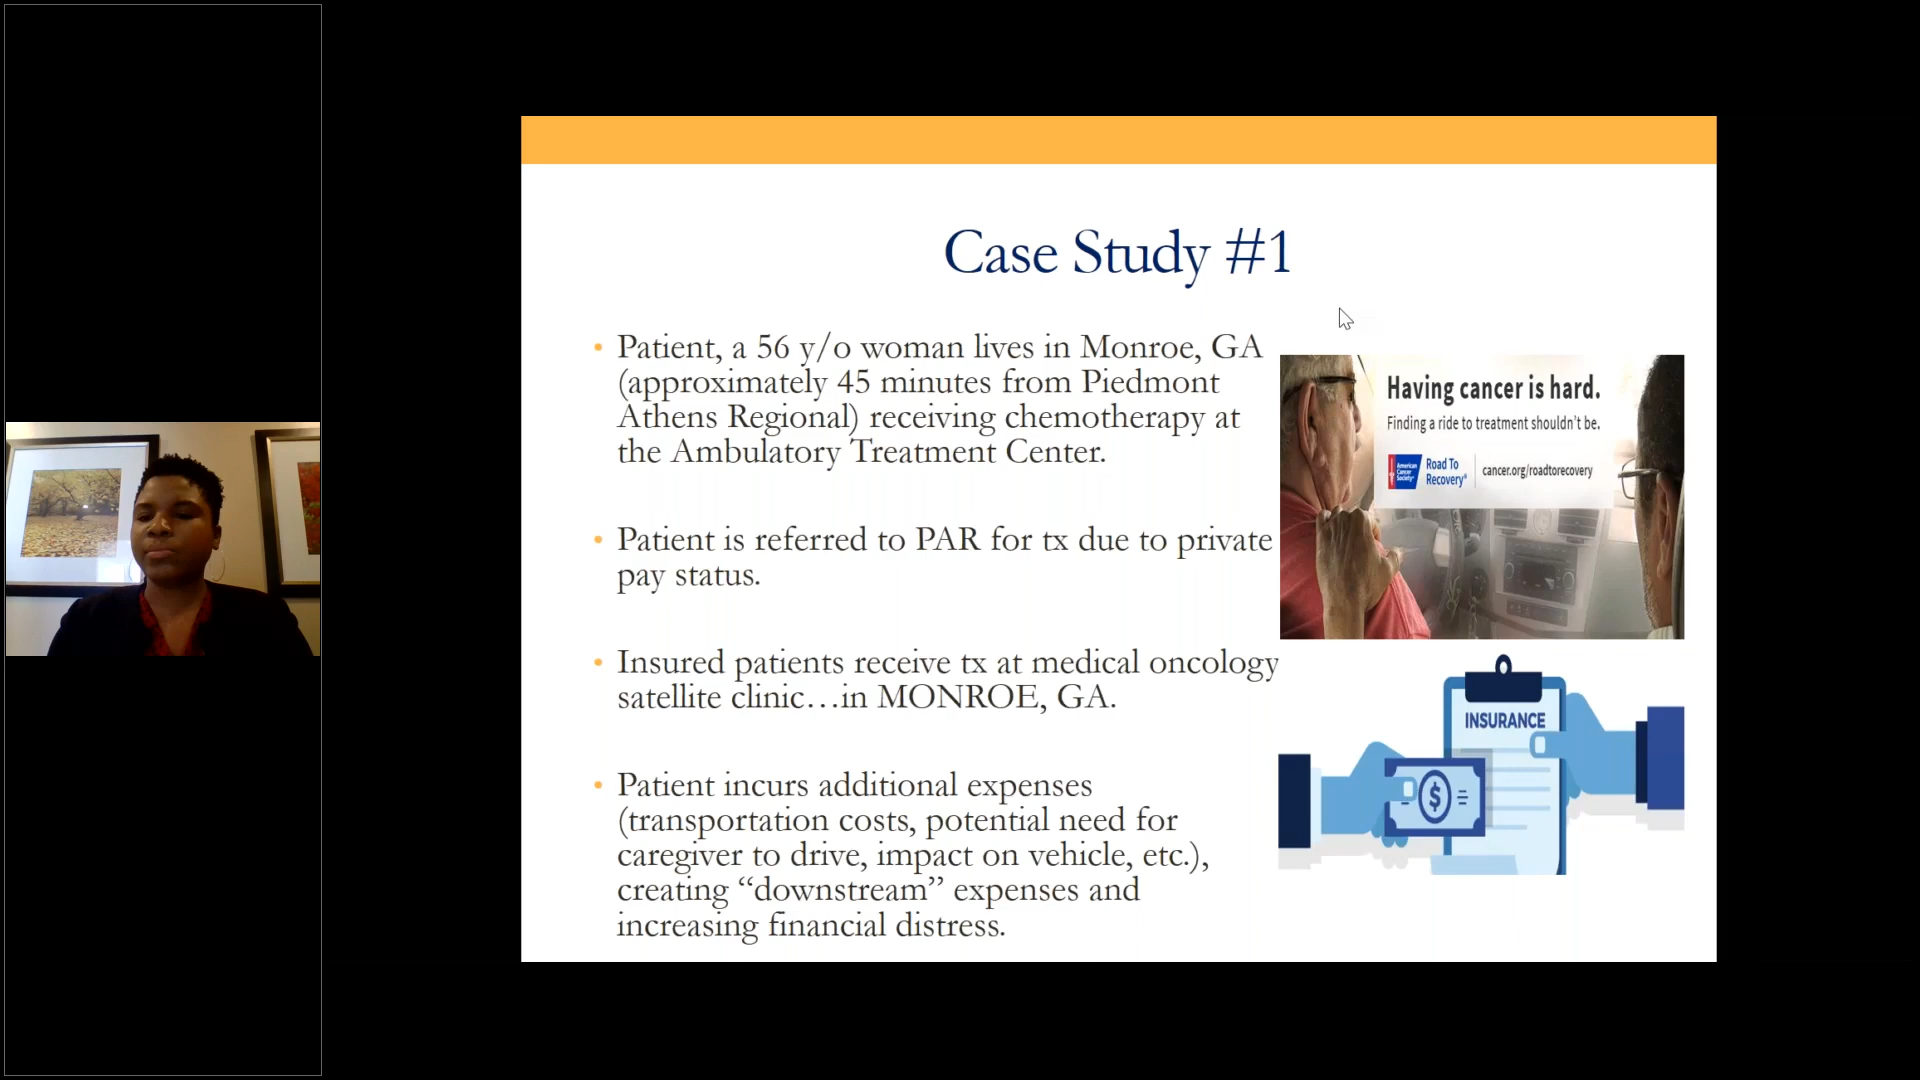 Case Study #1
• Patient, a 56 y/o woman lives in Monroe, GA
(approximately 45 minutes from Piedmont
Athens Regional) receiving chemotherapy at
the Ambulatory Treatment Center.
• Patient is referred to PAR for tx due to private
pay status.
• Insured patients receive tx at medical oncology
satellite clinic…in MONROE, GA.
• Patient incurs additional expenses
(transportation costs, potential need for
caregiver to drive, impact on vehicle, etc.),
creating “downstream” expenses and
increasing financial distress.
Having cancer is hard.
Finding a ride to treatment shouldn't be.
American
Cancer
Society®
Road To
Recovery®
cancer.org/roadtorecovery
INSURANCE
$